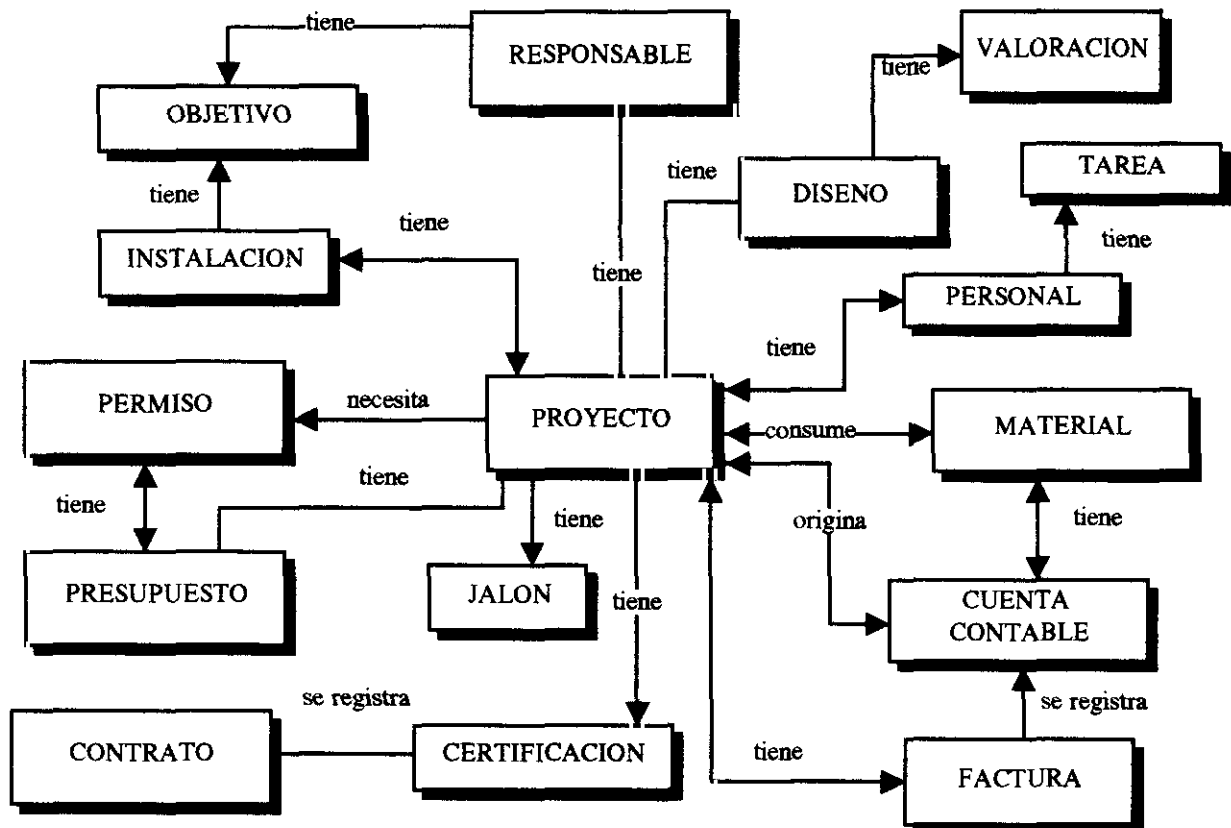 tiene
RESPONSABLE
VALORACION
tiene
OBJETIVO
TAREA
tiene
DISENO
tiene
tiene
tiene
INSTALACION
tiene
PERSONAL
tiene
PERMISO
necesita
PROYECTO
consume
MATERIAL
tiene
tiene
tiene
origina
tiene
PRESUPUESTO
JALON
tiene
CUENTA
CONTABLE
se registra
se registra
CONTRATO
CERTIFICACION
tiene
FACTURA